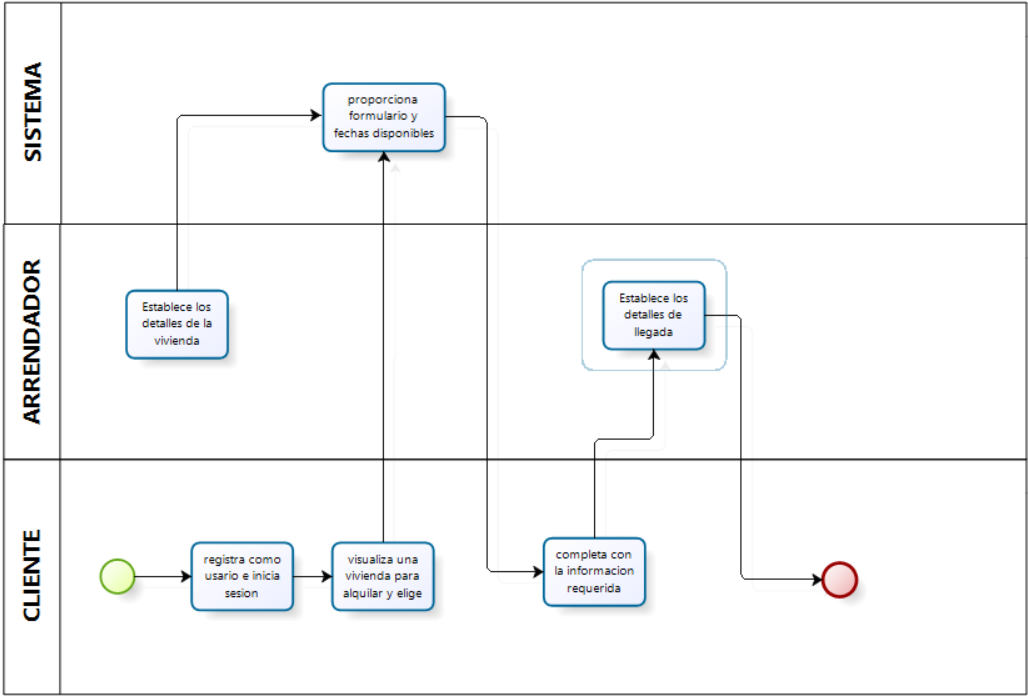 SISTEMA
proporciona
formulario y
fechas disponibles
ARRENDADOR
Establece los
detalles de la
vivienda
Establece los
detalles de
llegada
CLIENTE
registra como
usario e inicia
sesion
visualiza una
vivienda para
alquilar y elige
completa con
la informacion
requerida